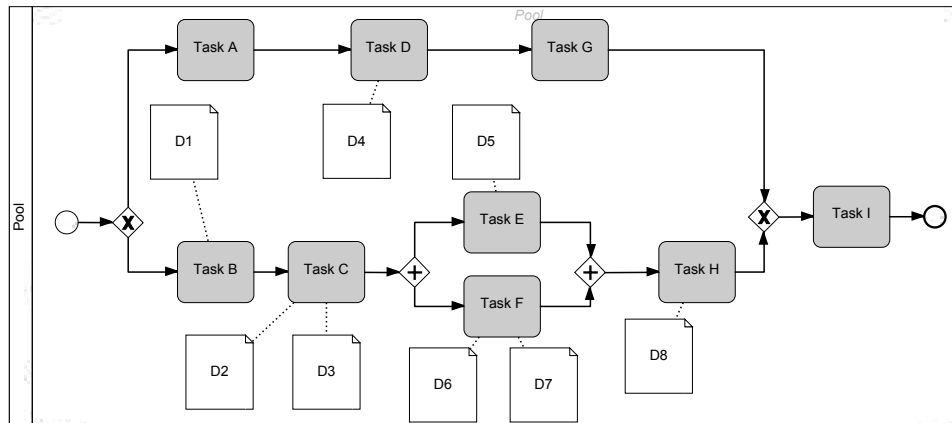 Pool
Pool
Task A
Task D
Task G
D1
D4
D5
Task E
Task I
Task B
Task C
Task H
Task F
D2
D3
D6
D7
D8